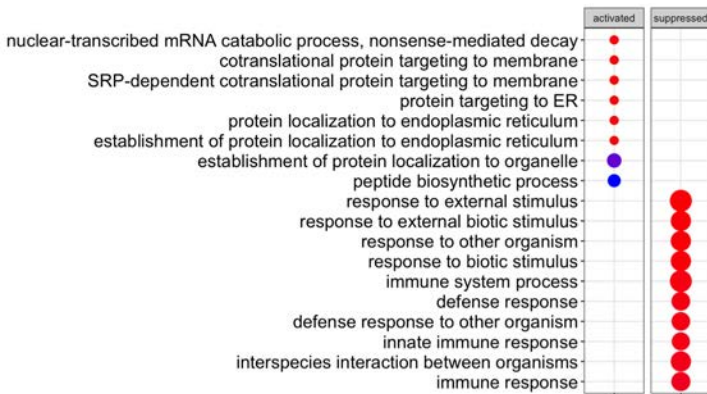 activated suppressed
nuclear-transcribed mRNA catabolic process, nonsense-mediated decay
cotranslational protein targeting to membrane
SRP-dependent cotranslational protein targeting to membrane
protein targeting to ER
protein localization to endoplasmic reticulum
establishment of protein localization to endoplasmic reticulum
establishment of protein localization to organelle
peptide biosynthetic process
response to external stimulus
response to external biotic stimulus
response to other organism
response to biotic stimulus
immune system process
defense response
defense response to other organism
innate immune response
interspecies interaction between organisms
immune response